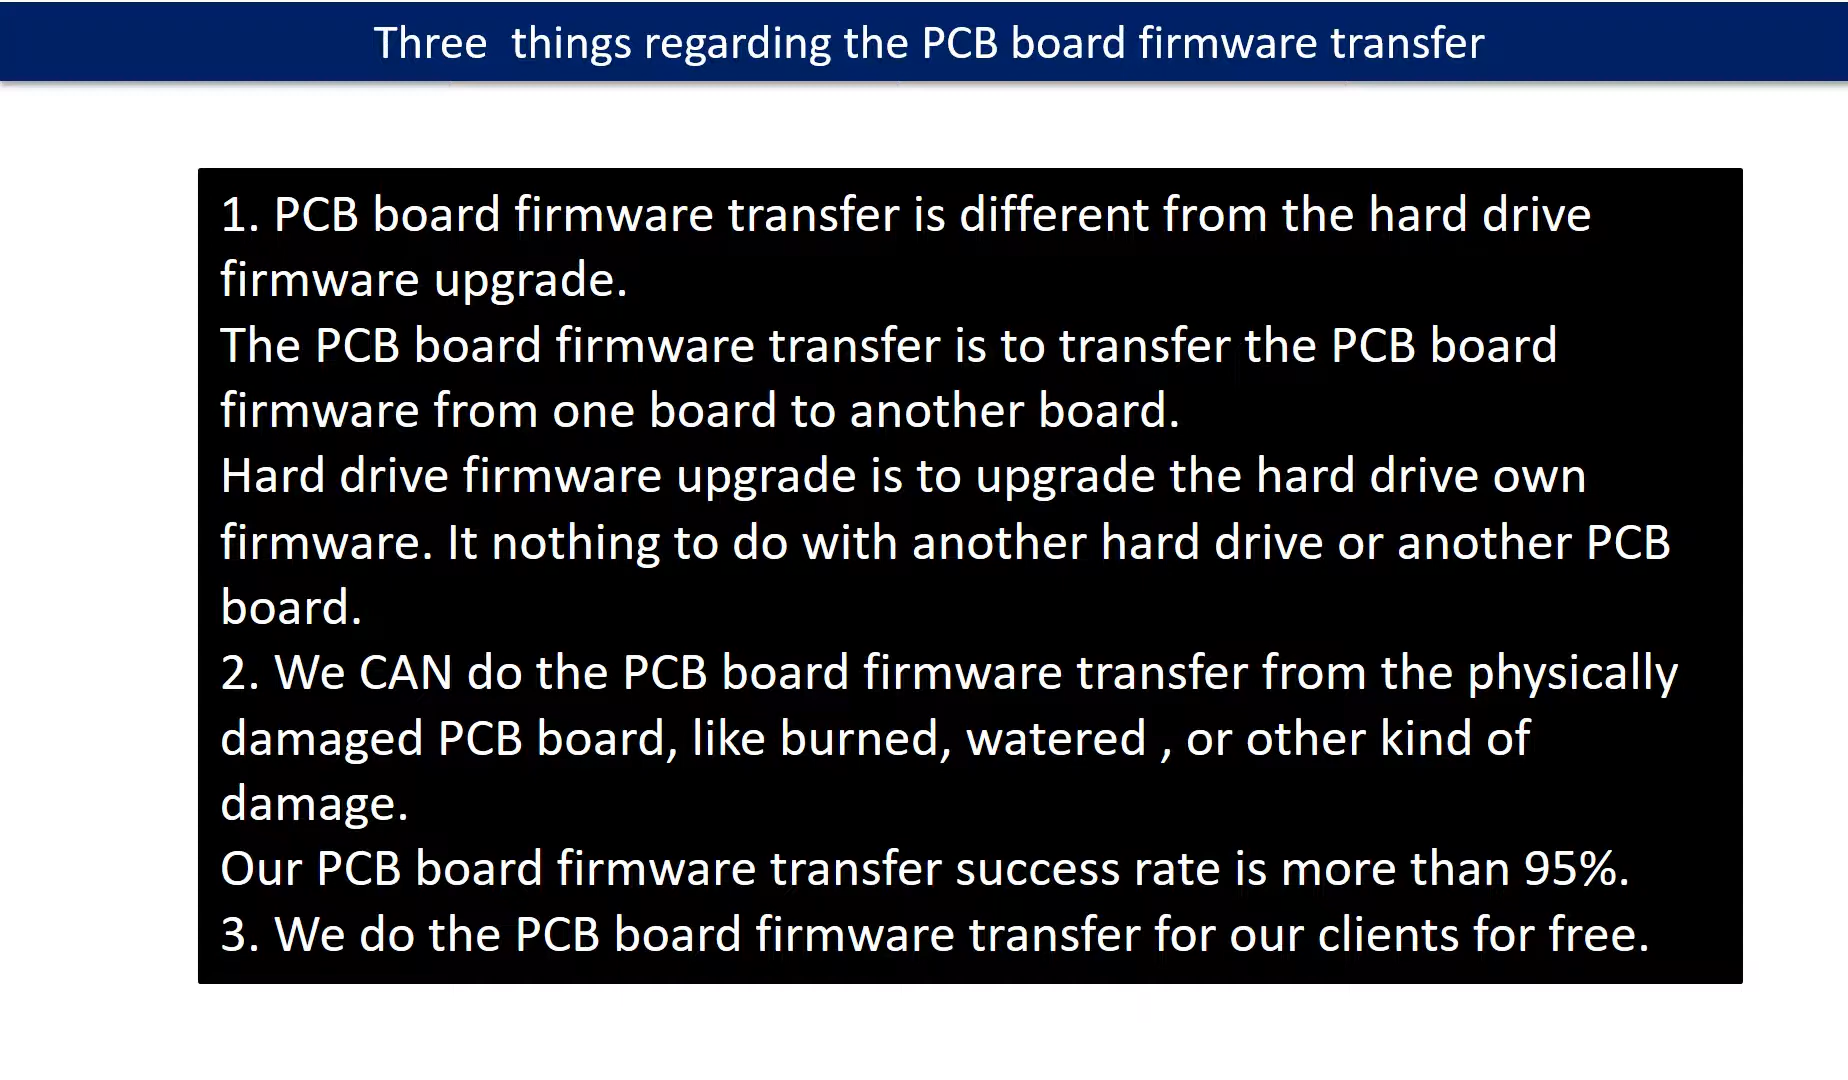 Three  things regarding the PCB board firmware transfer
1. PCB board firmware transfer is different from the hard drive
firmware upgrade.
The PCB board firmware transfer is to transfer the PCB board
firmware from one board to another board.
Hard drive firmware upgrade is to upgrade the hard drive own
firmware. It nothing to do with another hard drive or another PCB
board.
2. We CAN do the PCB board firmware transfer from the physically
damaged PCB board, like burned, watered , or other kind of
damage.
Our PCB board firmware transfer success rate is more than 95%.
3. We do the PCB board firmware transfer for our clients for free.